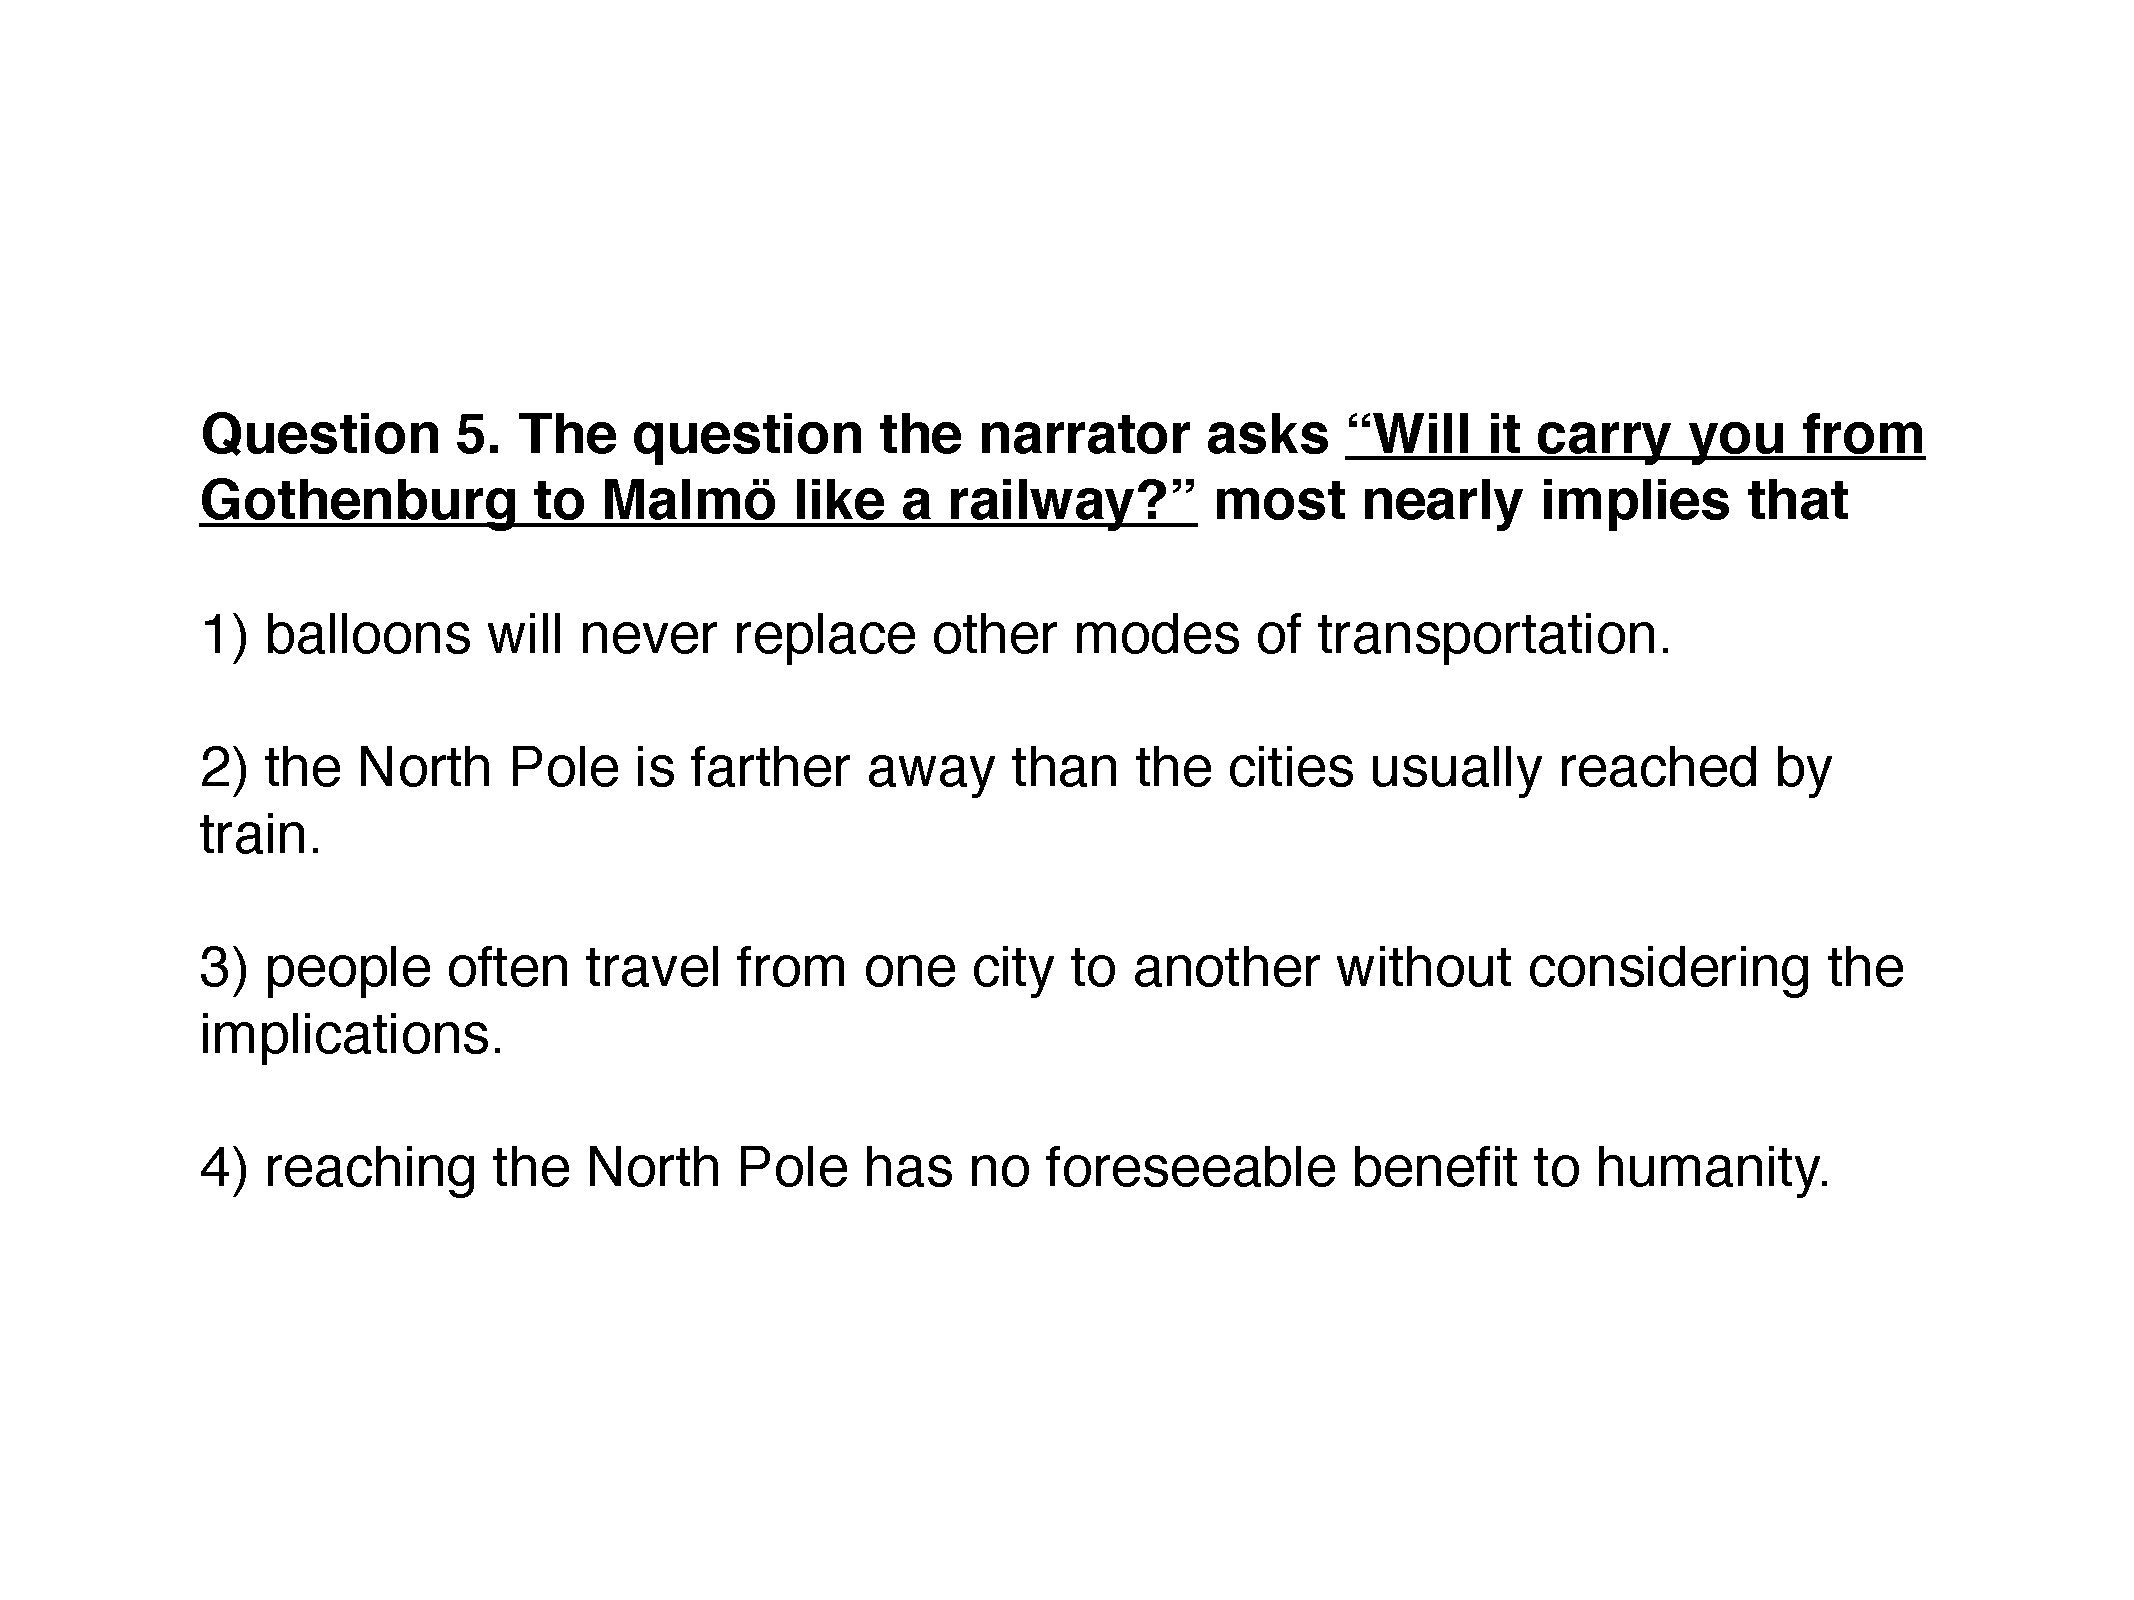 Question 5. The question the narrator asks “Will it carry you from
Gothenburg to Malmö like a railway?” most nearly implies that
1) balloons will never replace other modes of transportation.
2) the North Pole is farther away than the cities usually reached by
train.
3) people often travel from one city to another without considering the
implications.
4) reaching the North Pole has no foreseeable benefit to humanity.